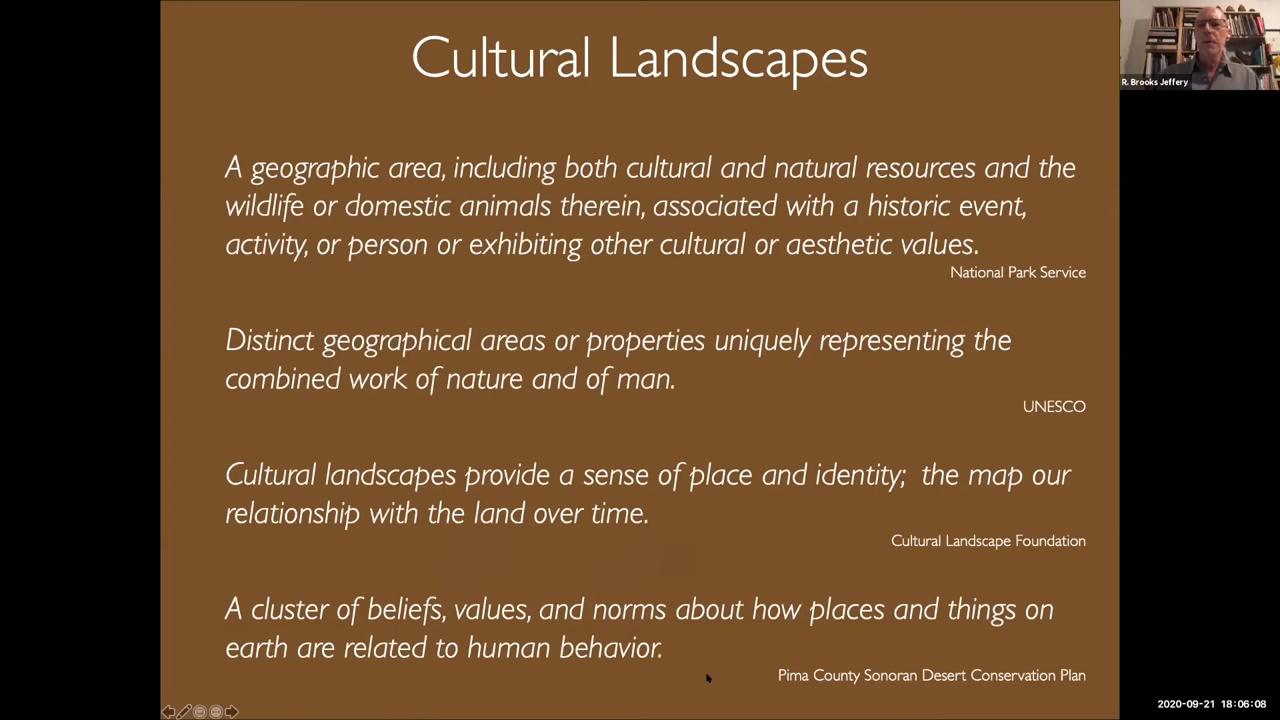 Cultural Landscapes
R. Brooks Jeffery
A geographic area, including both cultural and natural resources and the
wildlife or domestic animals therein, associated with a historic event,
activity, or person or exhibiting other cultural or aesthetic values.
National Park Service
Distinct geographical areas or properties uniquely representing the
combined work of nature and of man.
UNESCO
Cultural landscapes provide a sense of place and identity;  the map our
relationship with the land over time.
Cultural Landscape Foundation
A cluster of beliefs, values, and norms about how places and things on
earth are related to human behavior.
Pima County Sonoran Desert Conservation Plan
2020-09-21 18:06:08